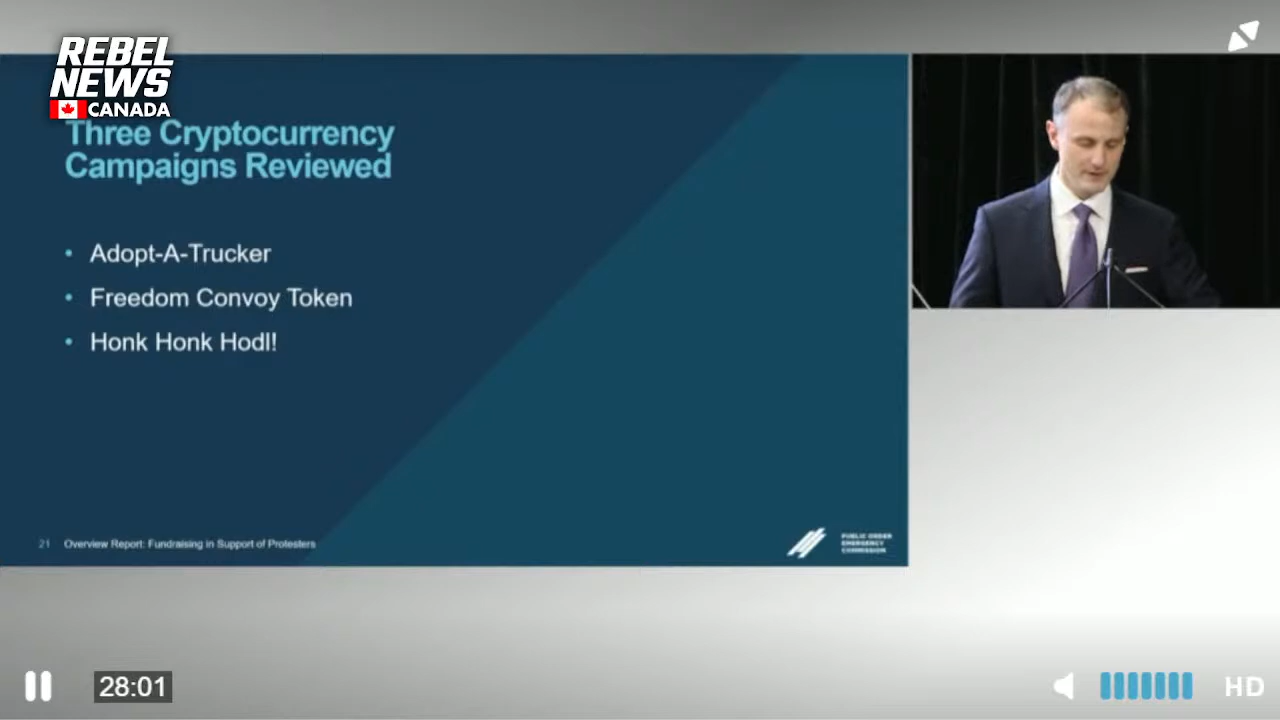 REBEL
NEWS
CANADA
Three Cryptocurrency
Campaigns Reviewed
• Adopt-A-Trucker
• Freedom Convoy Token
• Honk Honk Hodl!
21 Overview Report: Fundraising in Support of Protesters
PUBLIC ORDER
EMERGENCY
COMMISSION
28:01
HD